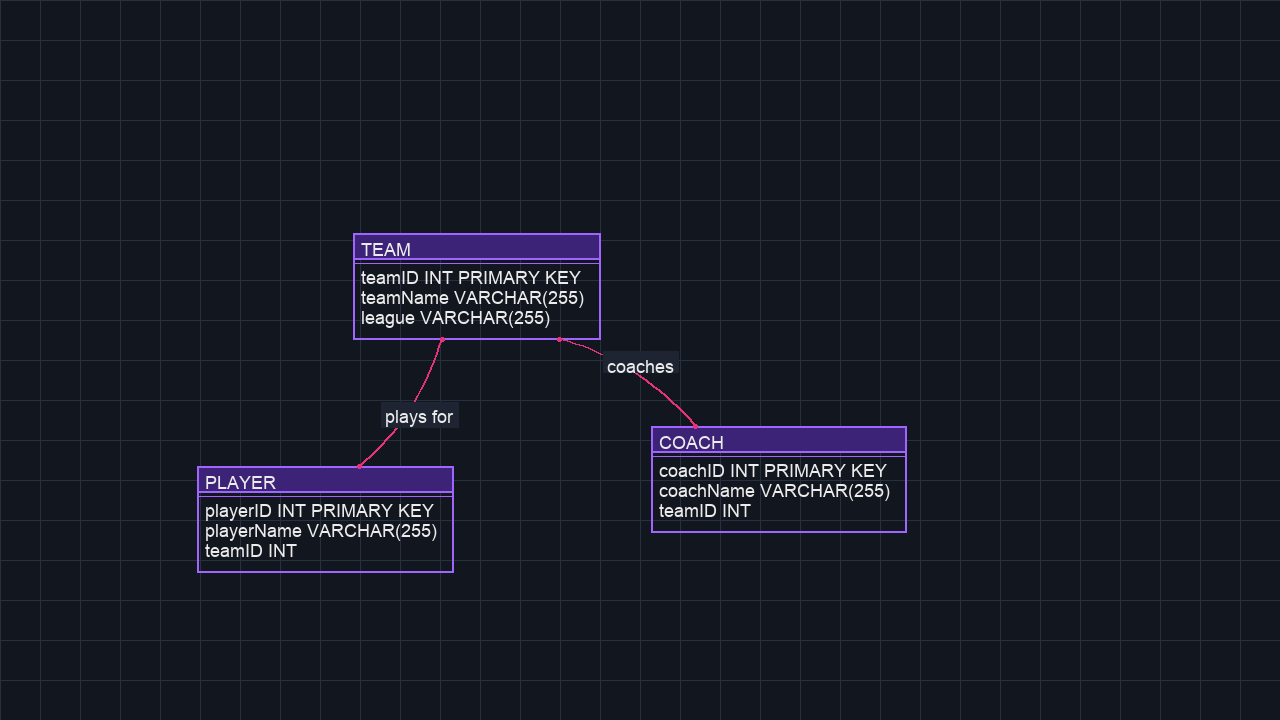 TEAM
teamID INT PRIMARY KEY
teamName VARCHAR(255)
league VARCHAR(255)
coaches
plays for
COACH
coachID INT PRIMARY KEY
coachName VARCHAR(255)
teamID INT
PLAYER
playerID INT PRIMARY KEY
playerName VARCHAR(255)
teamID INT